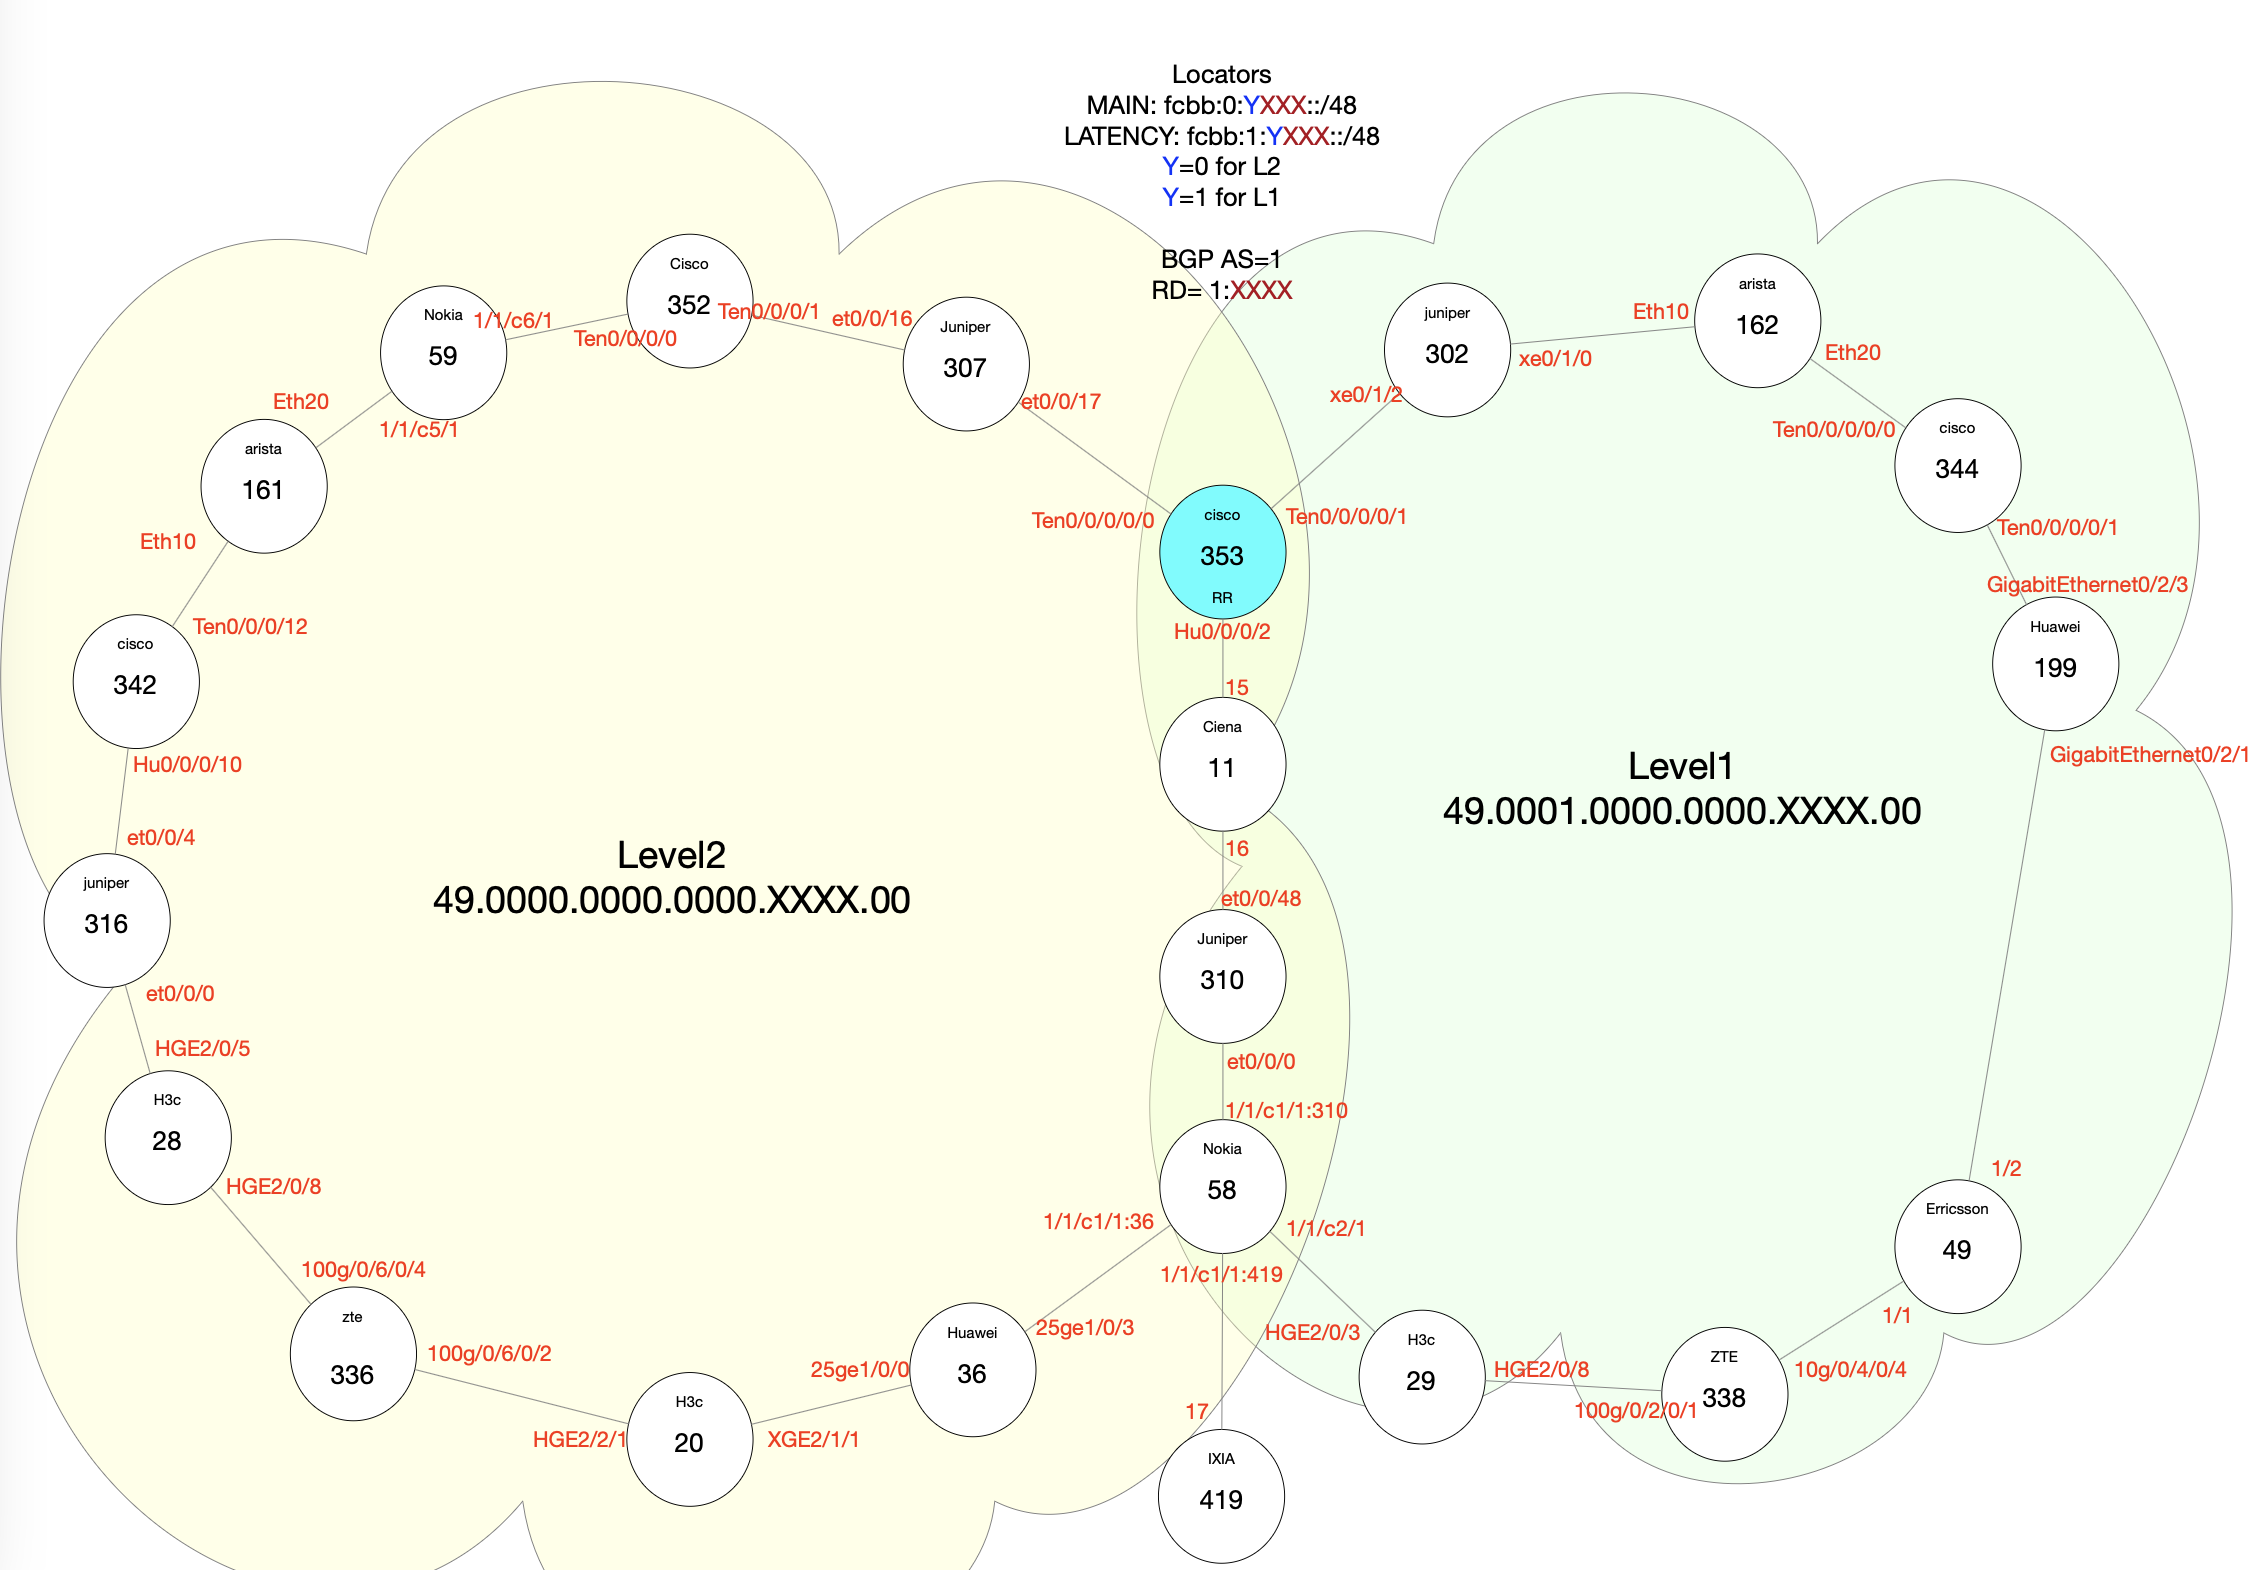 Locators
MAIN: fcbb:0:YXXX::/48
LATENCY: fcbb:1:YXXX::/48
Y=0 for L2
Y=1 for L1
BGP AS=1
RD= 1:XXXX
Cisco
352
Ten0/0/0/0
Ten0/0/0/1
Nokia
59
1/1/c6/1
1/1/c5/1
et0/0/16
Juniper
307
et0/0/17
Eth20
arista
161
Eth10
Ten0/0/0/12
cisco
342
Hu0/0/0/10
et0/0/4
juniper
316
et0/0/0
HGE2/0/5
H3c
28
HGE2/0/8
100g/0/6/0/4
zte
336
100g/0/6/0/2
HGE2/2/1
H3c
20
XGE2/1/1
25ge1/0/0
Huawei
36
25ge1/0/3
Level2
49.0000.0000.0000.XXXX.00
Ten0/0/0/0/0
cisco
353
RR
Ten0/0/0/0/1
Hu0/0/0/2
15
Ciena
11
16
et0/0/48
Juniper
310
et0/0/0
1/1/c1/1:310
Nokia
58
1/1/c1/1:36
1/1/c2/1
1/1/c1/1:419
17
IXIA
419
juniper
302
xe0/1/2
xe0/1/0
Eth10
arista
162
Eth20
Ten0/0/0/0/0
cisco
344
Ten0/0/0/0/1
GigabitEthernet0/2/3
Huawei
199
GigabitEthernet0/2/1
Level1
49.0001.0000.0000.XXXX.00
1/2
Erricsson
49
1/1
10g/0/4/0/4
ZTE
338
100g/0/2/0/1
HGE2/0/8
H3c
29
HGE2/0/3